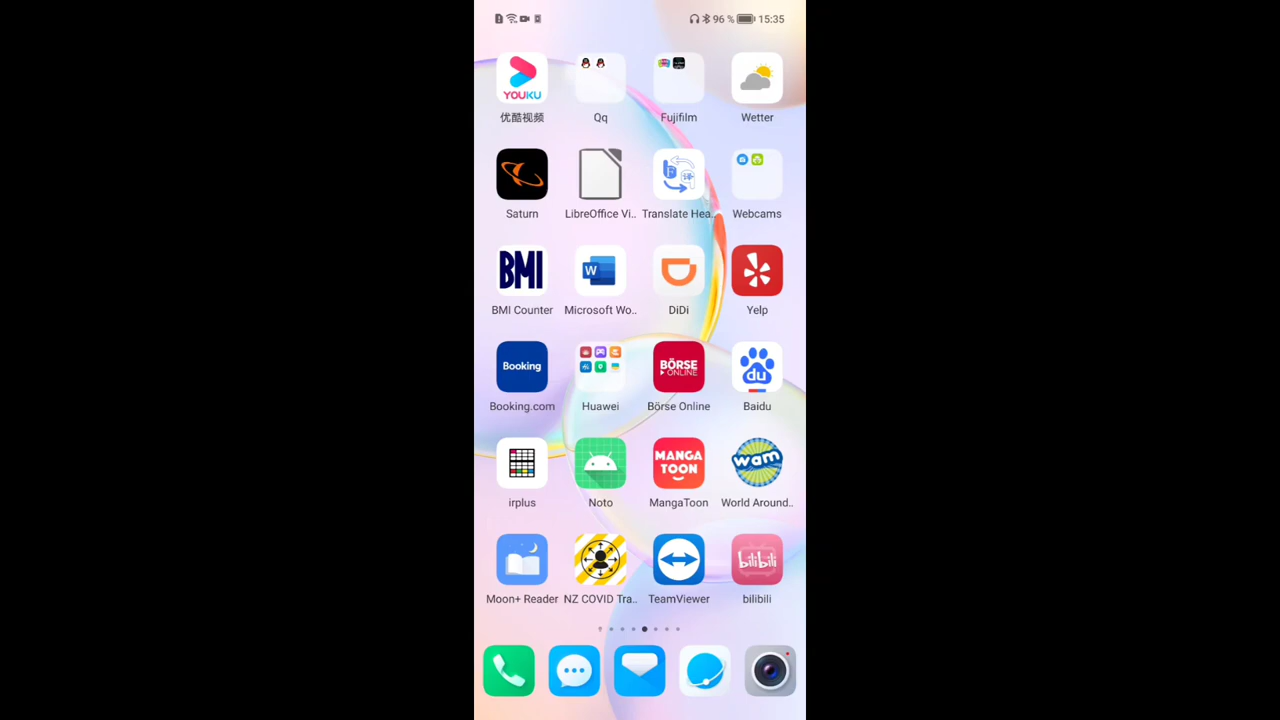 96 % 15:35
YOUKU
优酷视频 Qq Fujifilm Wetter
Saturn LibreOffice Vi.. Translate Hea.. Webcams
BMI W
BMI Counter Microsoft Wo.. DiDi Yelp
Booking BÖRSE
ONLINE du
Booking.com Huawei Börse Online Baidu
MANGA
TOON wam
irplus Noto MangaToon World Around..
bilibili
Moon+ Reader NZ COVID Tra.. TeamViewer bilibili